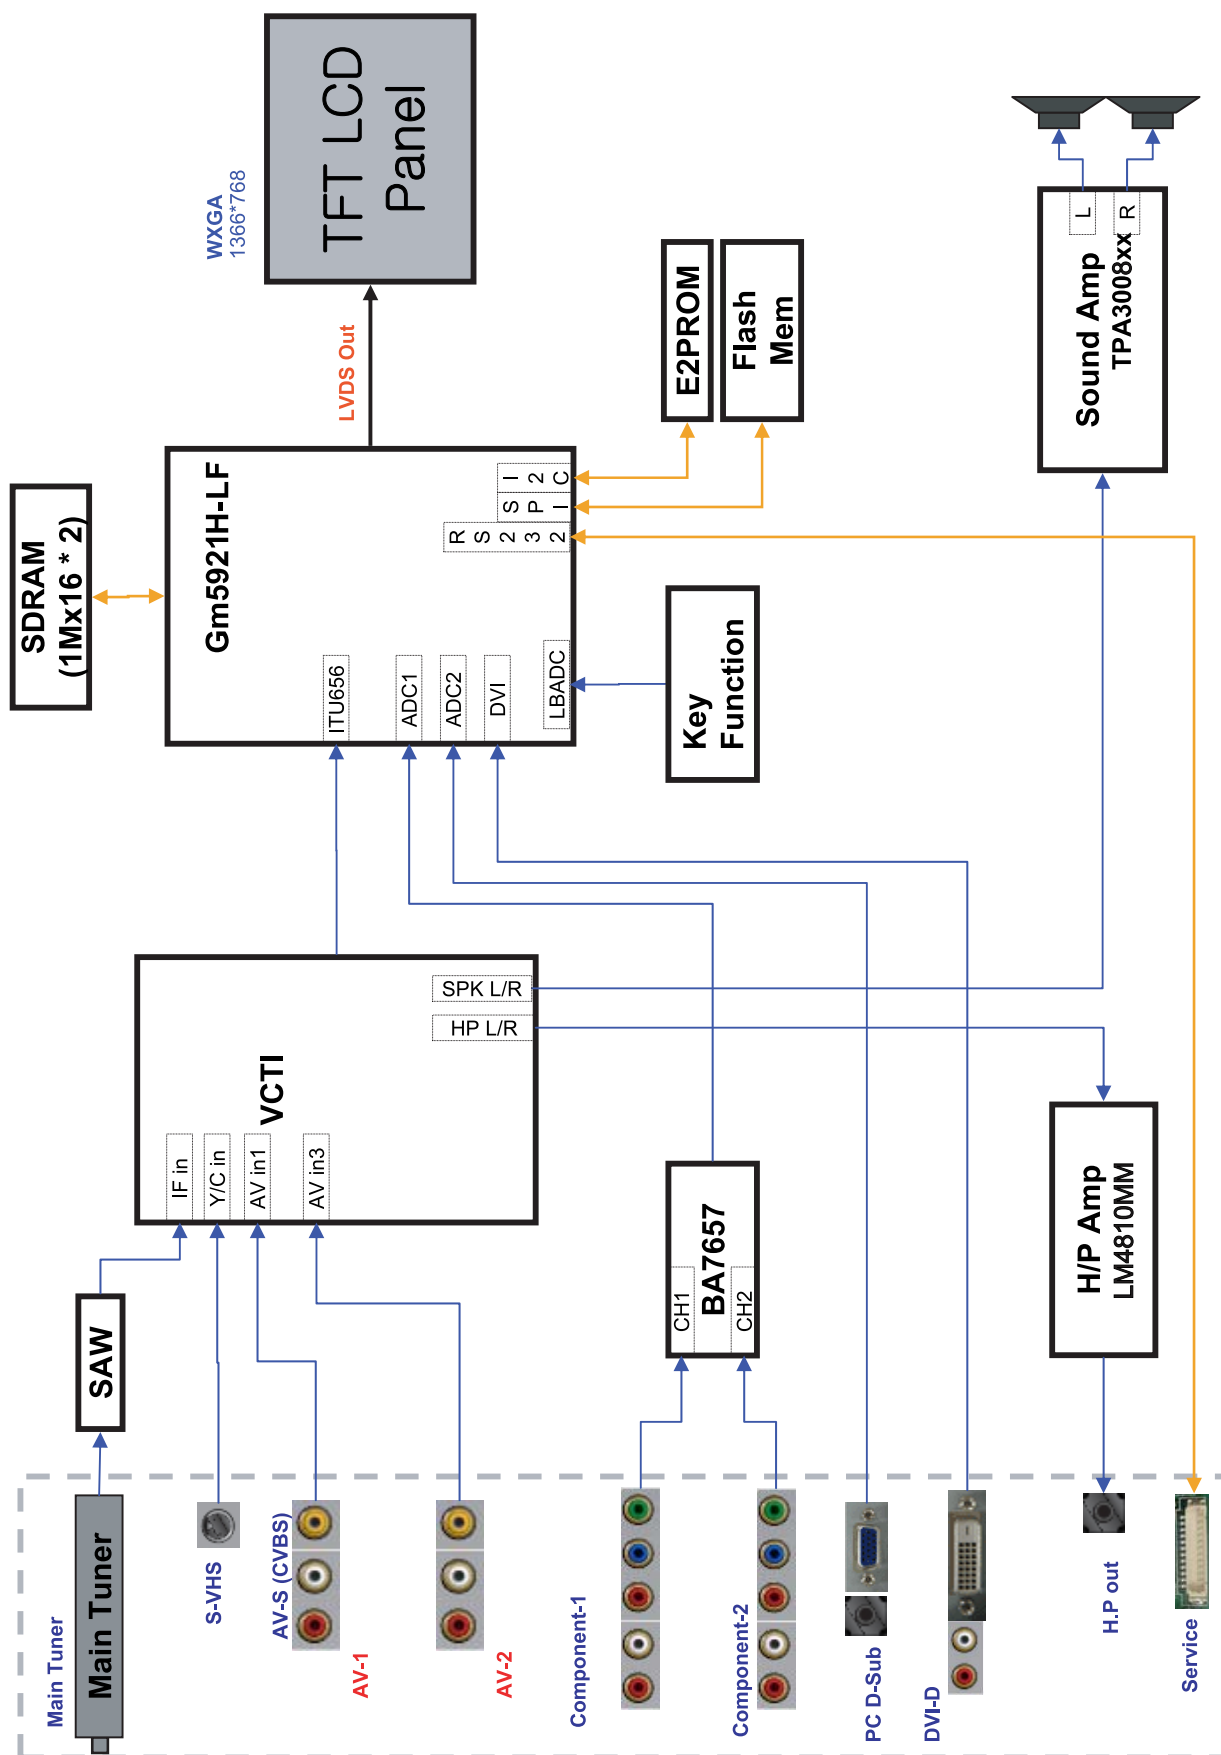 SDRAM
(1Mx16 * 2)
WXGA
1366*768
TFT LCD
Panel
LVDS Out
Gm5921H-LF
ITU656
ADC1
ADC2
DVI
LBADC
RS232
SPI
I2C
E2PROM
Flash
Mem
Key
Function
Sound Amp
TPA3008xx
L
R
VCTI
IF in
Y/C in
AV in1
AV in3
SPK L/R
HP L/R
SAW
BA7657
CH1
CH2
H/P Amp
LM4810MM
Main Tuner
Main Tuner
S-VHS
AV-S (CVBS)
AV-1
AV-2
Component-1
Component-2
PC D-Sub
DVI-D
H.P out
Service